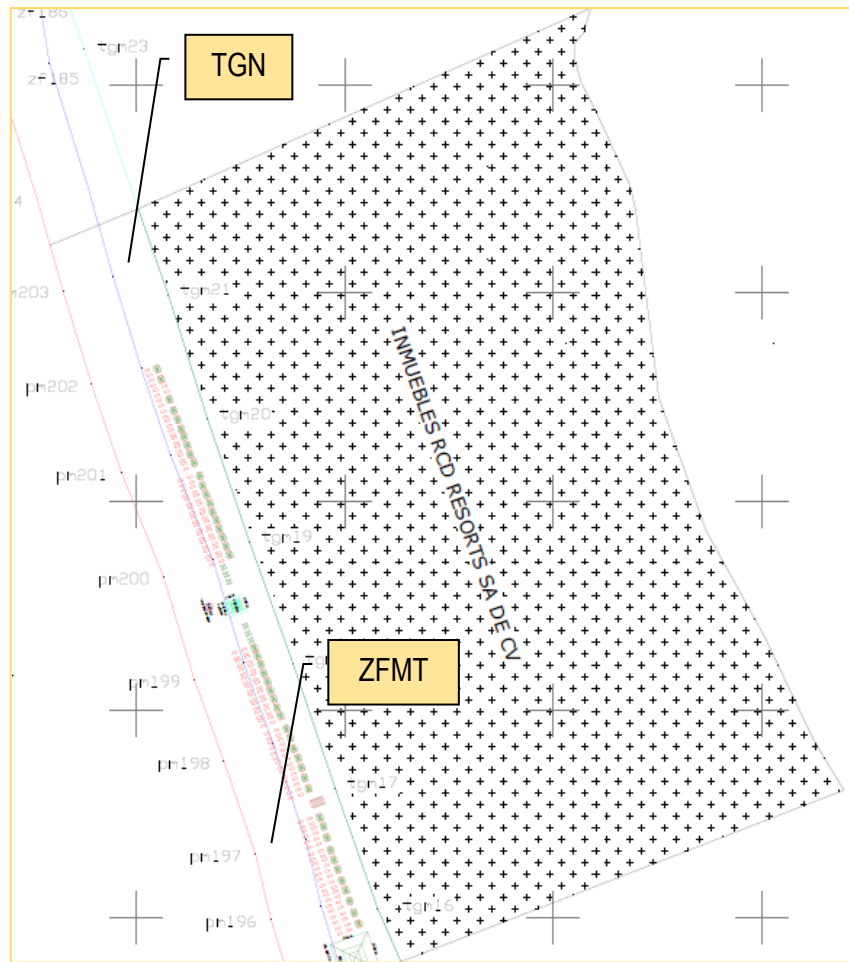 zf186
tgm23
TGN
zf185
4
tgm21
m203
pm202
tgm20
INMUEBLES RCD RESORTS SA DE CV
pm201
tgm19
pm200
ZFMT
pm199
pm198
tgm17
pm197
tgm16
pm196